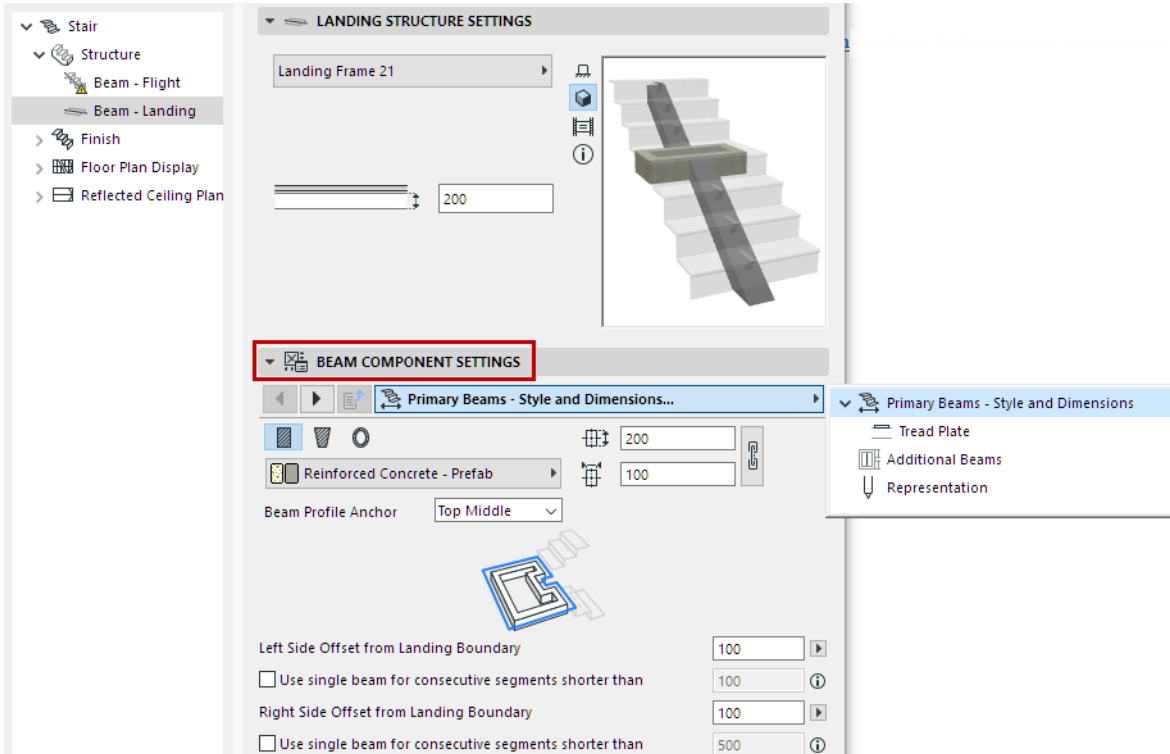 Stair
Structure
Beam - Flight
Beam - Landing
Finish
Floor Plan Display
Reflected Ceiling Plan
LANDING STRUCTURE SETTINGS
Landing Frame 21
200
BEAM COMPONENT SETTINGS
Primary Beams - Style and Dimensions...
200
Reinforced Concrete - Prefab
100
Beam Profile Anchor Top Middle
Left Side Offset from Landing Boundary 100
Use single beam for consecutive segments shorter than 100
Right Side Offset from Landing Boundary 100
Use single beam for consecutive segments shorter than 500
Primary Beams - Style and Dimensions
Tread Plate
Additional Beams
Representation